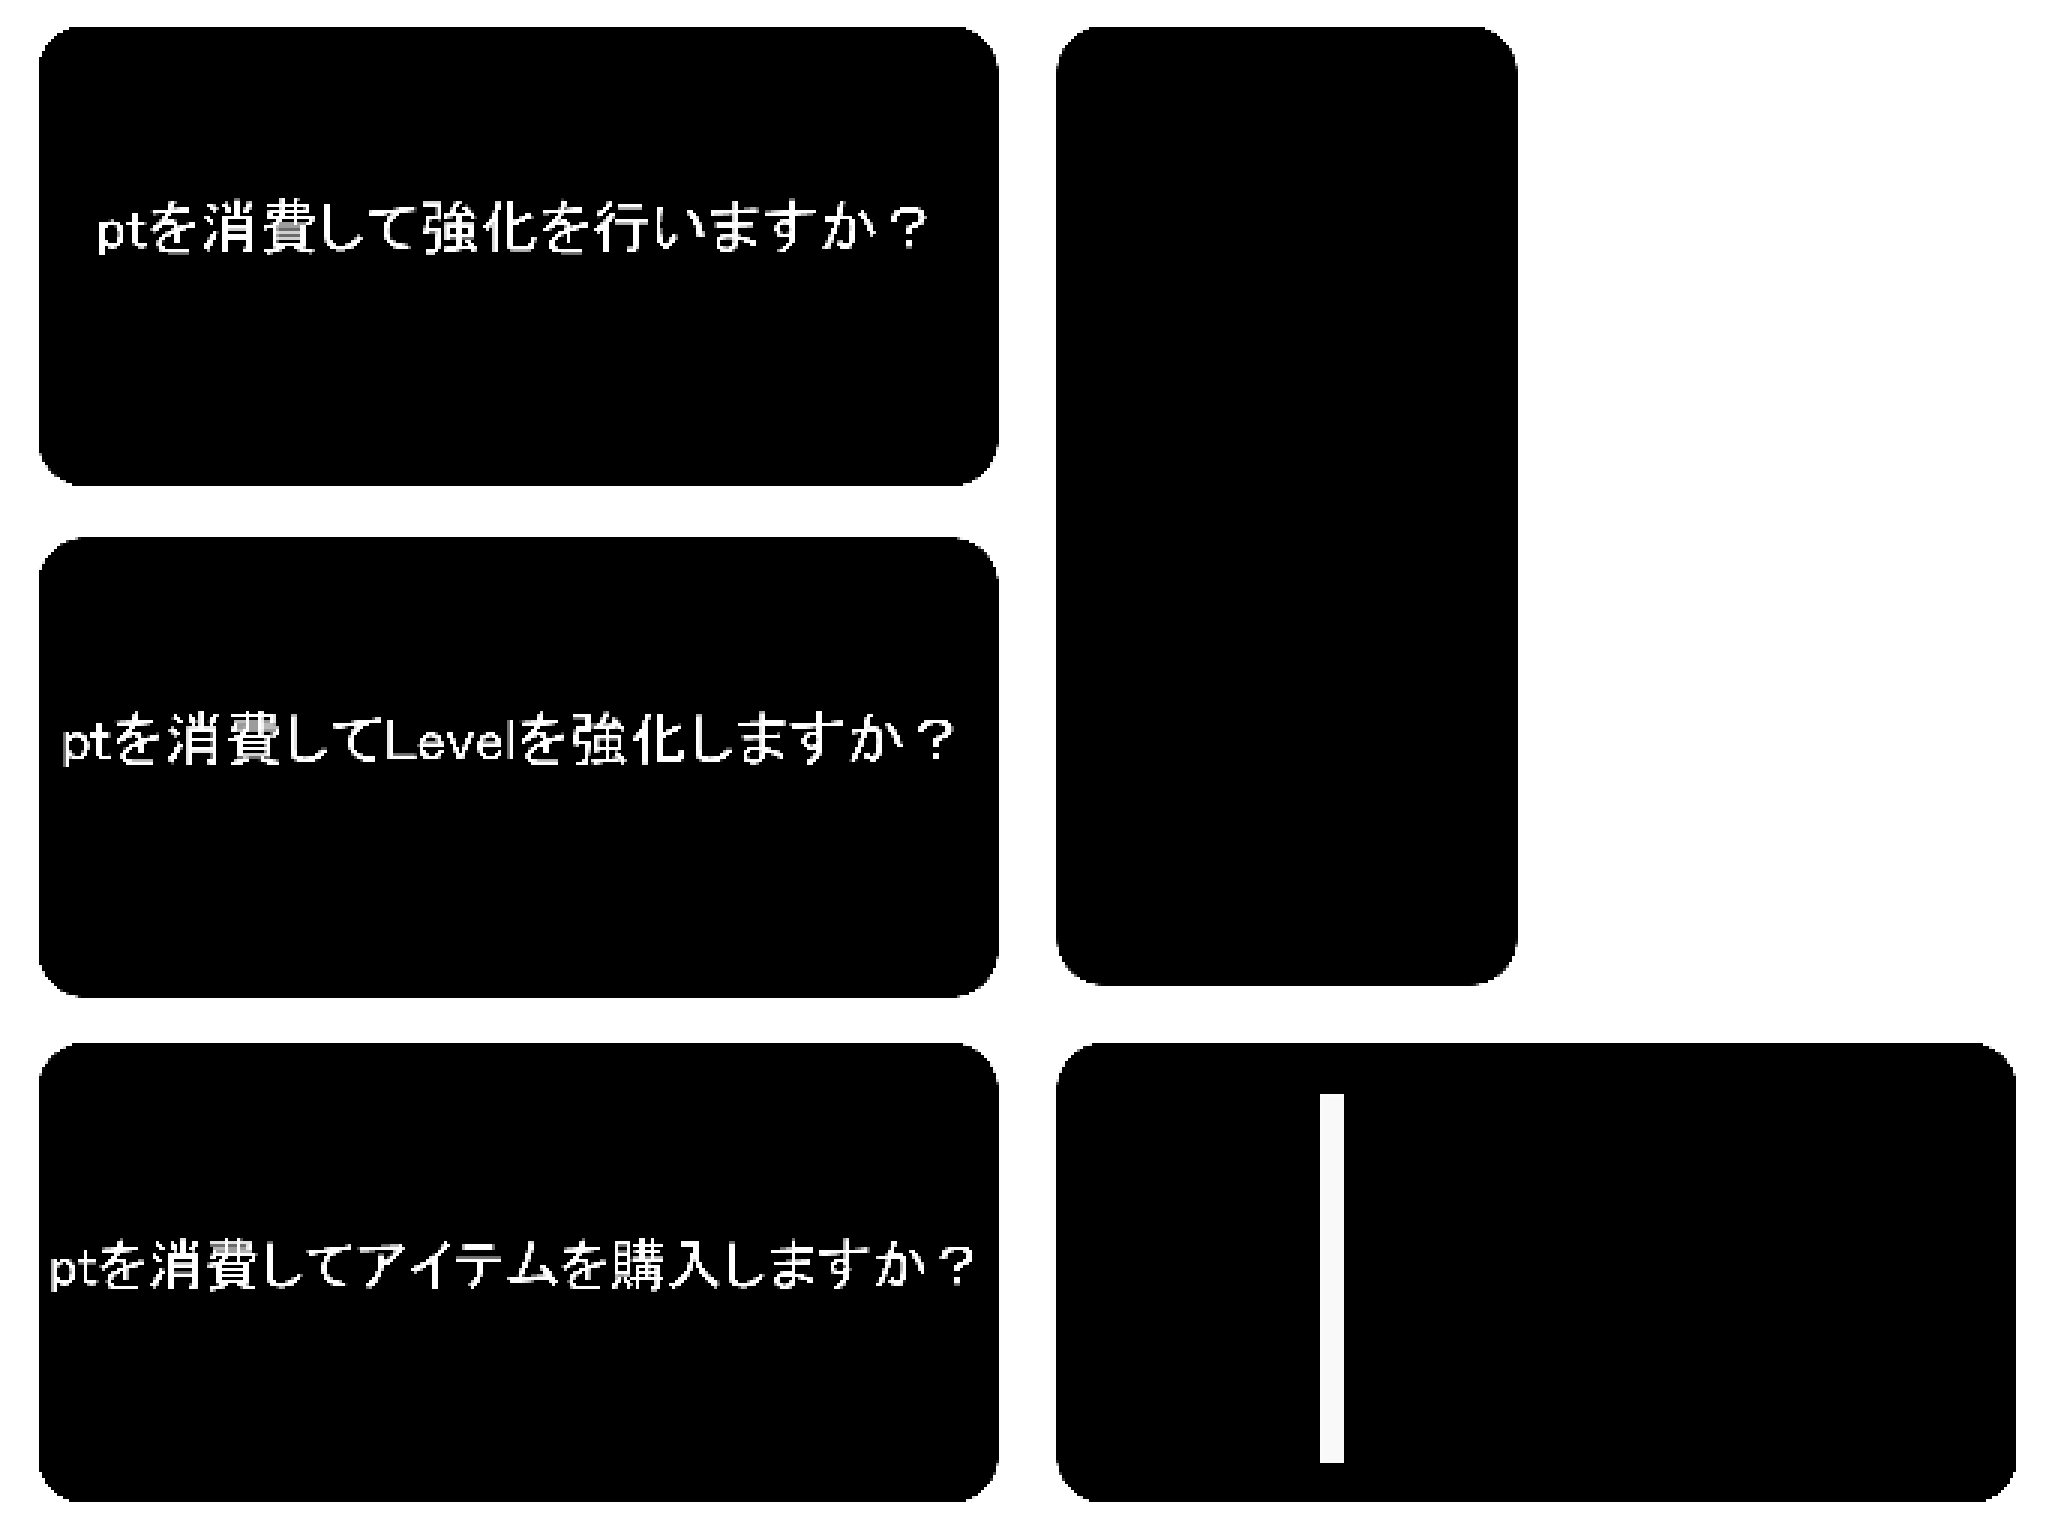 ptを消費して強化を行いますか？
ptを消費してLevelを強化しますか？
ptを消費してアイテムを購入しますか？